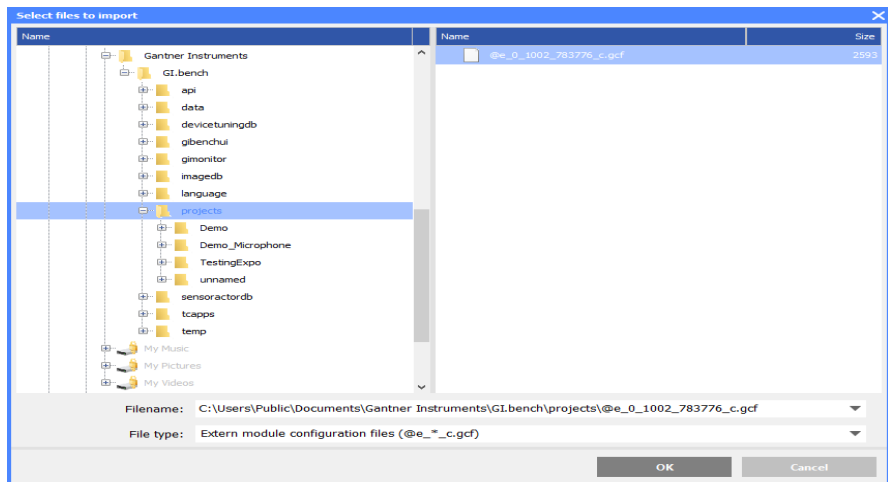 Select files to import
Name
Name Size
Gantner Instruments
@e_0_1002_783776_c.gcf 2593
GI.bench
api
data
devicetuningdb
gibenchui
gimonitor
imagedb
language
projects
Demo
Demo_Microphone
TestingExpo
unnamed
sensoractordb
tcapps
temp
My Music
My Pictures
My Videos
Filename: C:\Users\Public\Documents\Gantner Instruments\GI.bench\projects\@e_0_1002_783776_c.gcf
File type: Extern module configuration files (@e_*_c.gcf)
OK Cancel